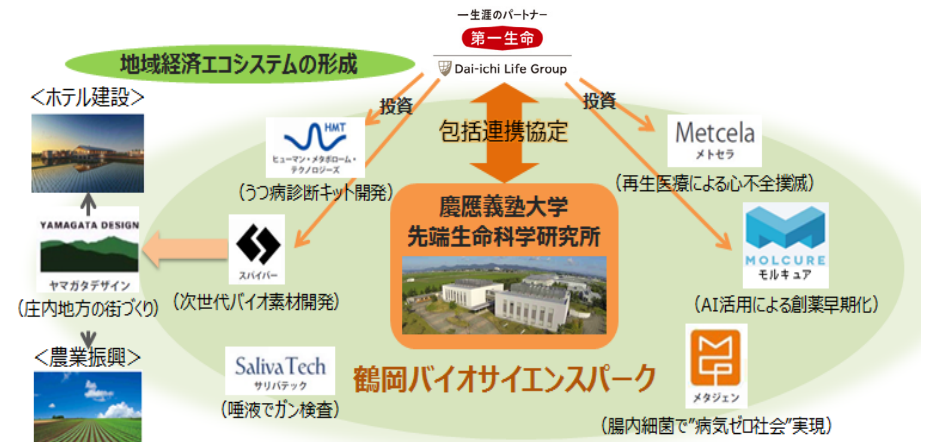 一生涯のパートナー
第一生命
Dai-ichi Life Group
地域経済エコシステムの形成
<ホテル建設>
投資
投資
包括連携協定
HMT
ヒューマン・メタボローム・
テクノロジーズ
(うつ病診断キット開発)
Metcela
メトセラ
(再生医療による心不全撲滅)
慶應義塾大学
先端生命科学研究所
YAMAGATA DESIGN
ヤマガタデザイン
(庄内地方の街づくり)
スパイバー
(次世代バイオ素材開発)
MOLCURE
モルキュア
(AI活用による創薬早期化)
<農業振興>
SalivaTech
サリバテック
(唾液でガン検査)
鶴岡バイオサイエンスパーク
メタジェン
(腸内細菌で"病気ゼロ社会"実現)